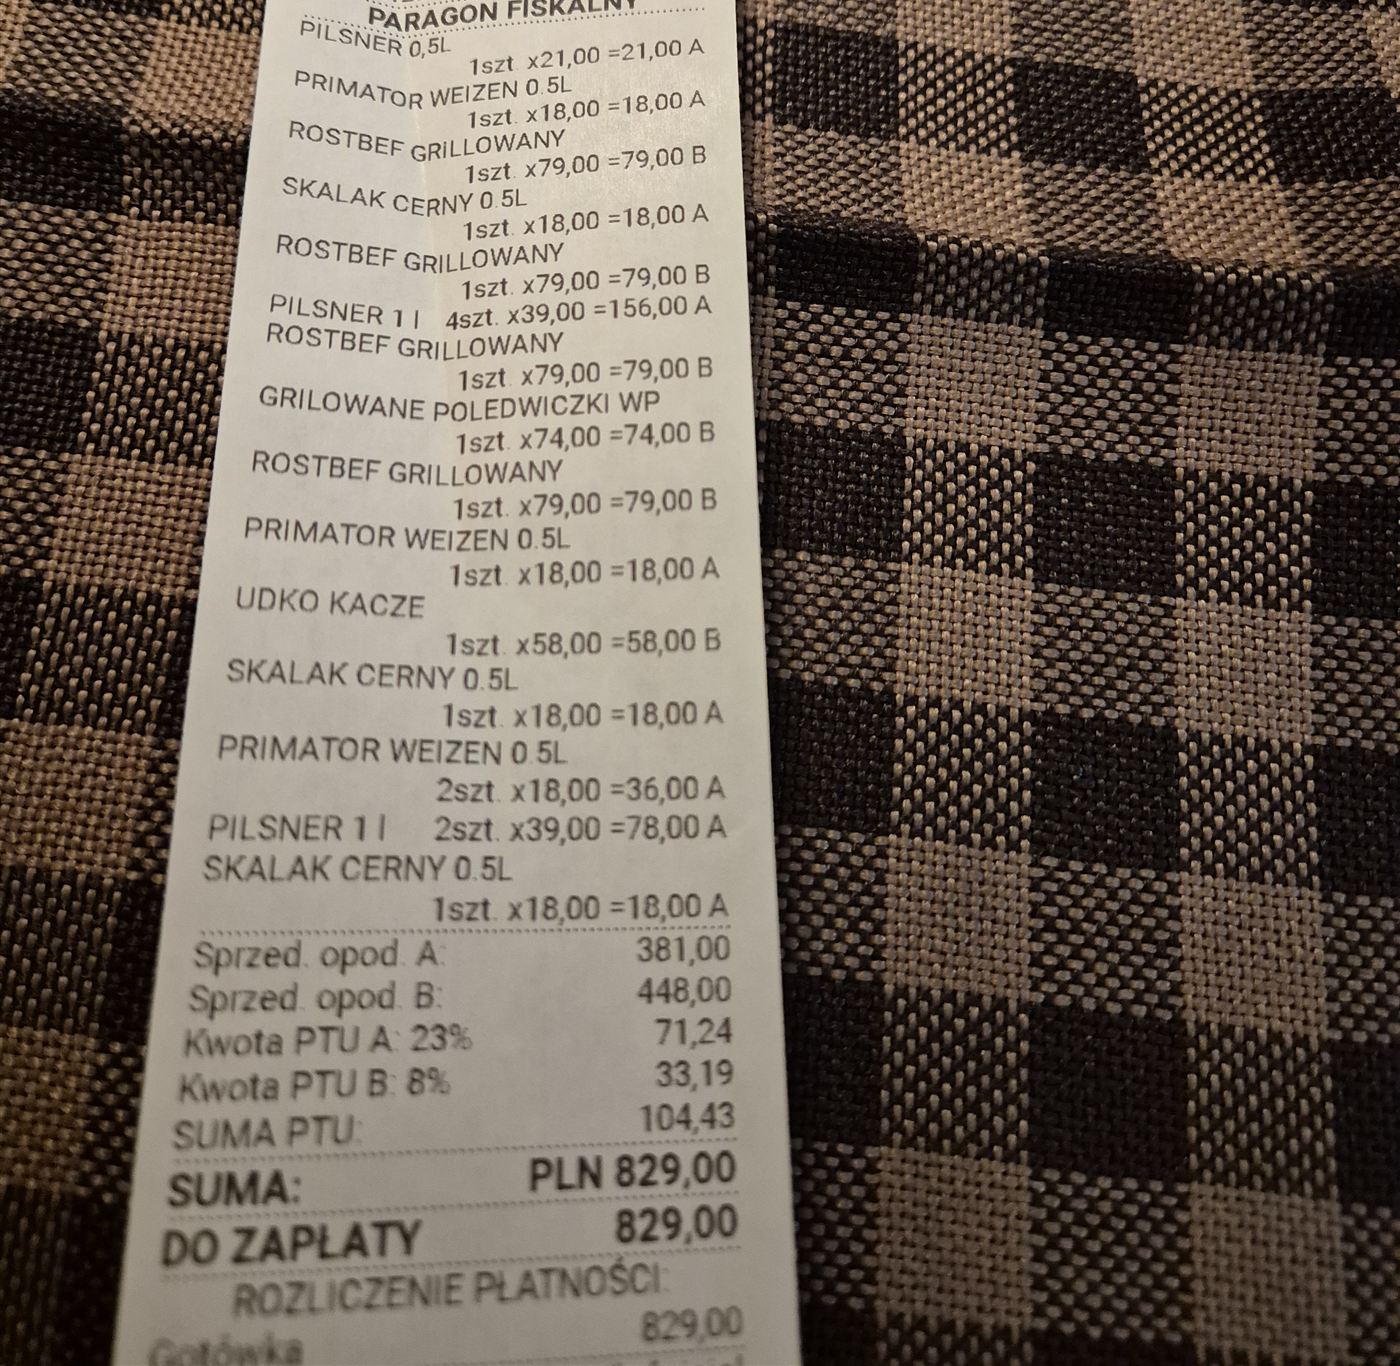 PARAGON FISKALNY
PILSNER 0,5L
1szt. x21,00 =21,00 A
PRIMATOR WEIZEN 0.5L
1szt. x18,00 =18,00 A
ROSTBEF GRILLOWANY
1szt. x79,00 =79,00 B
SKALAK CERNY 0.5L
1szt. x18,00 =18,00 A
ROSTBEF GRILLOWANY
1szt. x79,00 =79,00 B
PILSNER 1 l 4szt. x39,00 =156,00 A
ROSTBEF GRILLOWANY
1szt. x79,00 =79,00 B
GRILOWANE POLEDWICZKI WP
1szt. x74,00 =74,00 B
ROSTBEF GRILLOWANY
1szt. x79,00 =79,00 B
PRIMATOR WEIZEN 0.5L
1szt. x18,00 =18,00 A
UDKO KACZE
1szt. x58,00 =58,00 B
SKALAK CERNY 0.5L
1szt. x18,00 =18,00 A
PRIMATOR WEIZEN 0.5L
2szt. x18,00 =36,00 A
PILSNER 1 l 2szt. x39,00 =78,00 A
SKALAK CERNY 0.5L
1szt. x18,00 =18,00 A
Sprzed. opod. A: 381,00
Sprzed. opod. B: 448,00
Kwota PTU A: 23% 71,24
Kwota PTU B: 8% 33,19
SUMA PTU: 104,43
SUMA: PLN 829,00
DO ZAPŁATY 829,00
ROZLICZENIE PŁATNOŚCI:
Gotówka 829,00